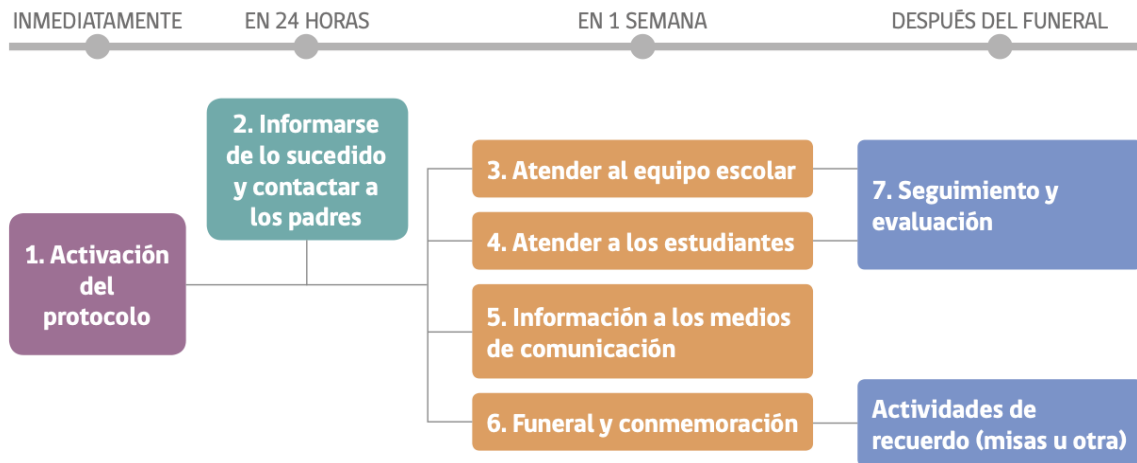 INMEDIATAMENTE
EN 24 HORAS
EN 1 SEMANA
DESPUÉS DEL FUNERAL
1. Activación
del
protocolo
2. Informarse
de lo sucedido
y contactar a
los padres
3. Atender al equipo escolar
4. Atender a los estudiantes
5. Información a los medios
de comunicación
6. Funeral y conmemoración
7. Seguimiento y
evaluación
Actividades de
recuerdo (misas u otra)